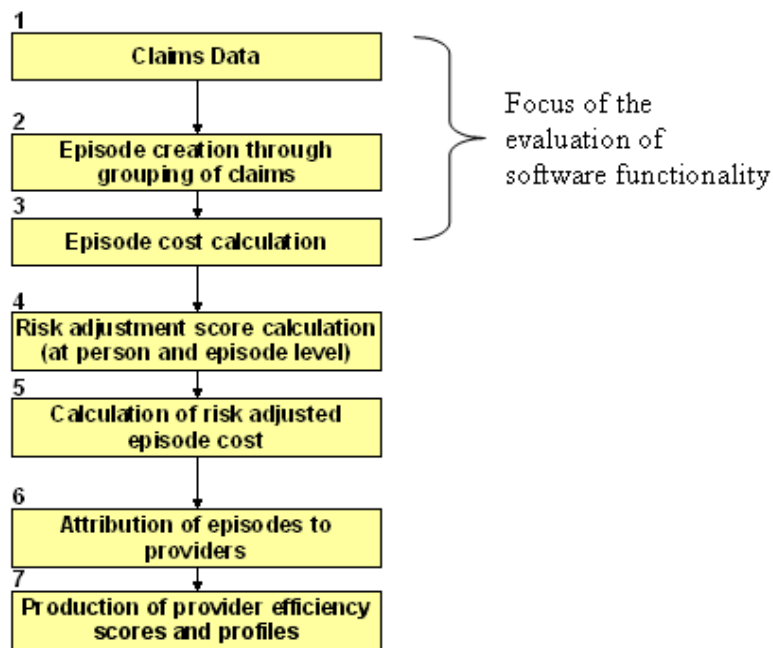 1
Claims Data
2
Episode creation through
grouping of claims
3
Episode cost calculation
4
Risk adjustment score calculation
(at person and episode level)
5
Calculation of risk adjusted
episode cost
6
Attribution of episodes to
providers
7
Production of provider efficiency
scores and profiles
Focus of the
evaluation of
software functionality